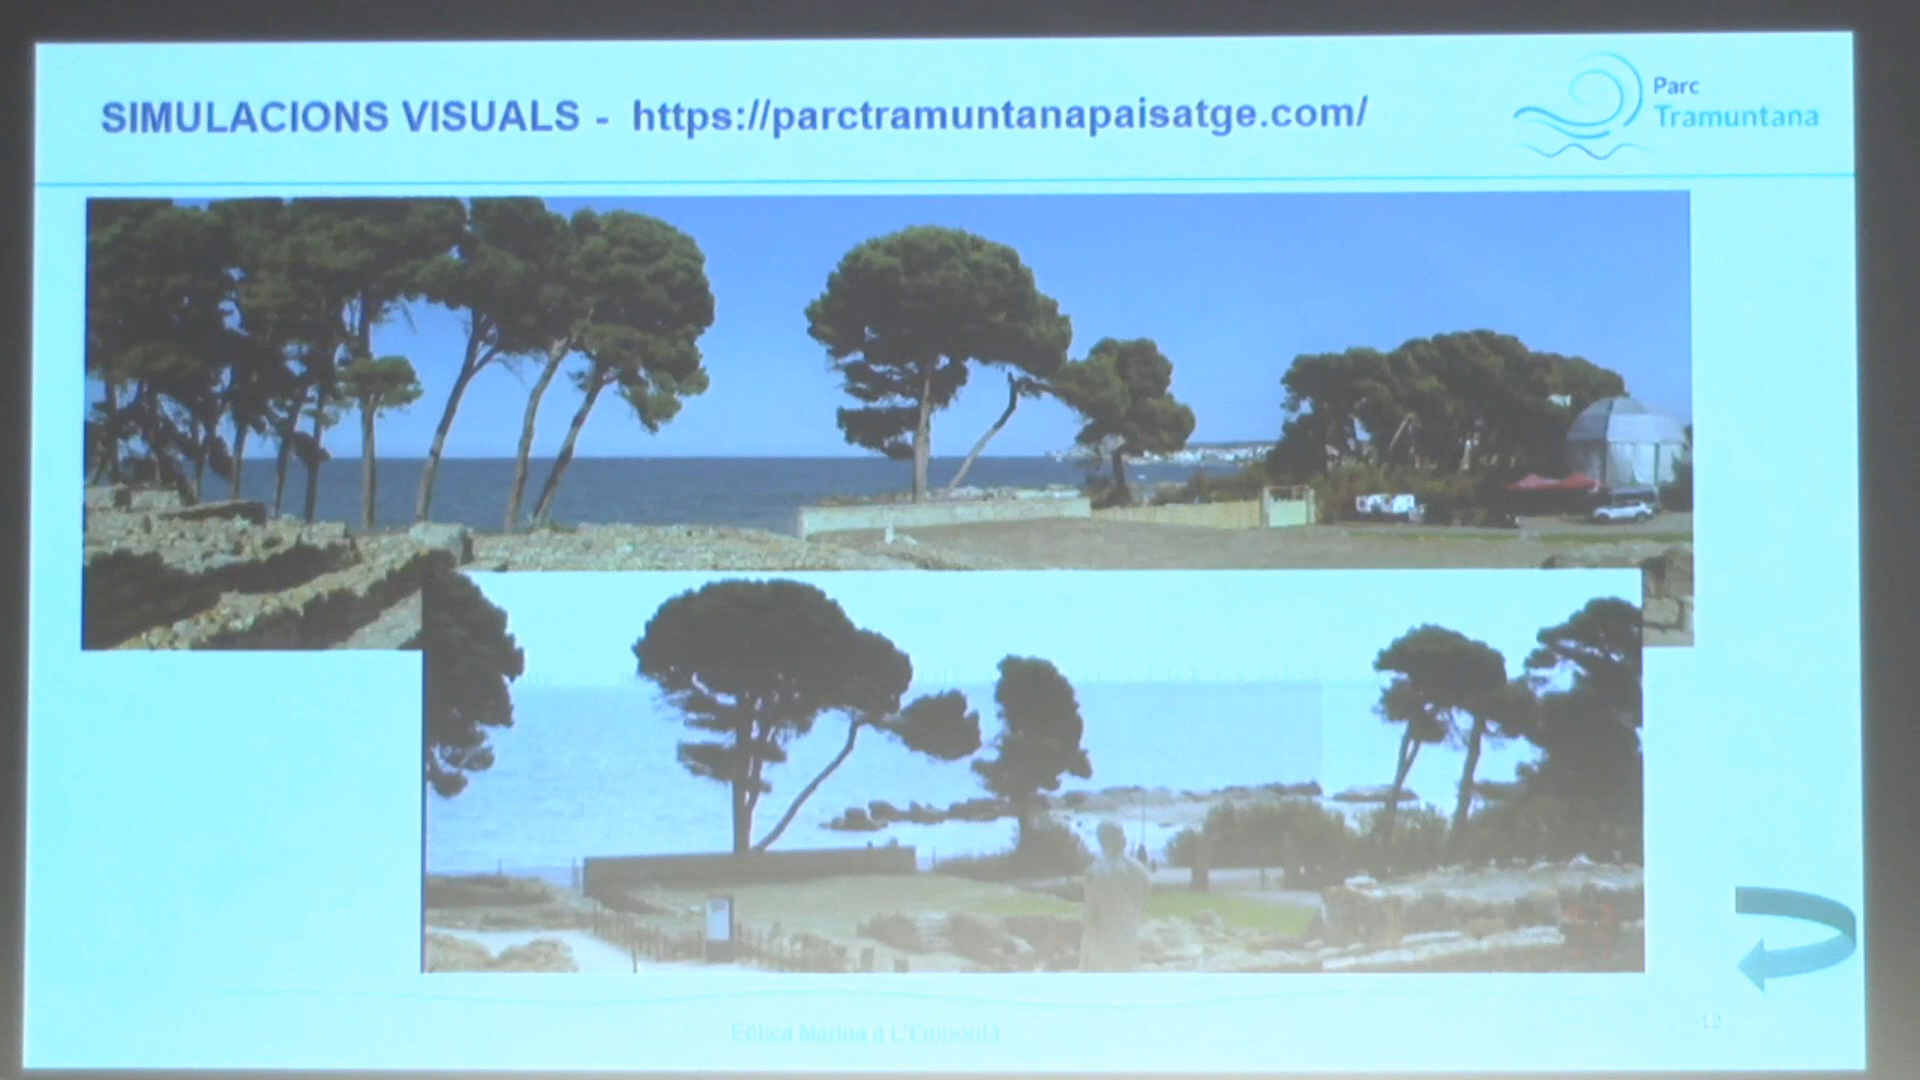 SIMULACIONS VISUALS - https://parctramuntanapaisatge.com/
Parc
Tramuntana
Eòlica Marina a L'Empordà
12